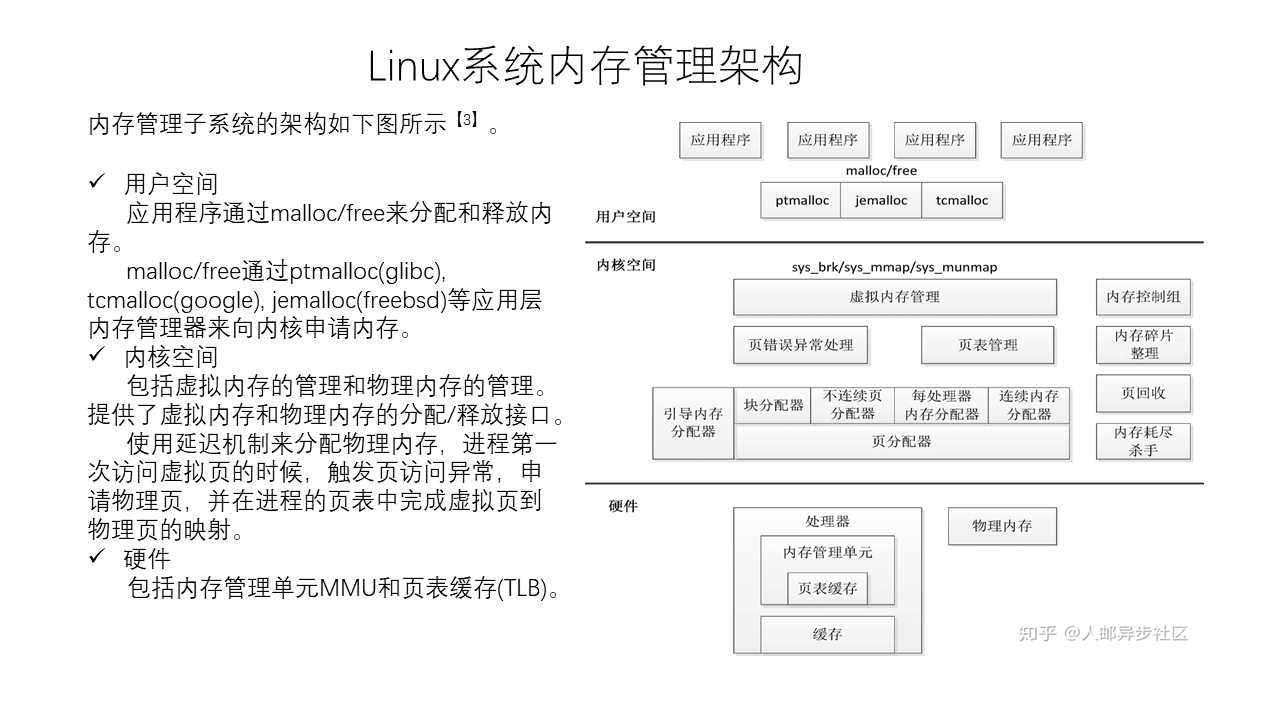 Linux系统内存管理架构
内存管理子系统的架构如下图所示【3】。
✓ 用户空间
应用程序通过malloc/free来分配和释放内
存。
malloc/free通过ptmalloc(glibc),
tcmalloc(google), jemalloc(freebsd)等应用层
内存管理器来向内核申请内存。
✓ 内核空间
包括虚拟内存的管理和物理内存的管理。
提供了虚拟内存和物理内存的分配/释放接口。
使用延迟机制来分配物理内存，进程第一
次访问虚拟页的时候，触发页访问异常，申
请物理页，并在进程的页表中完成虚拟页到
物理页的映射。
✓ 硬件
包括内存管理单元MMU和页表缓存(TLB)。
应用程序 应用程序 应用程序 应用程序
malloc/free
ptmalloc jemalloc tcmalloc
用户空间
内核空间
sys_brk/sys_mmap/sys_munmap
虚拟内存管理
内存控制组
页错误异常处理
页表管理
内存碎片
整理
页回收
引导内存
分配器
块分配器
不连续页
分配器
每处理器
内存分配器
连续内存
分配器
页分配器
内存耗尽
杀手
硬件
处理器
内存管理单元
页表缓存
缓存
物理内存
知乎 @人邮异步社区